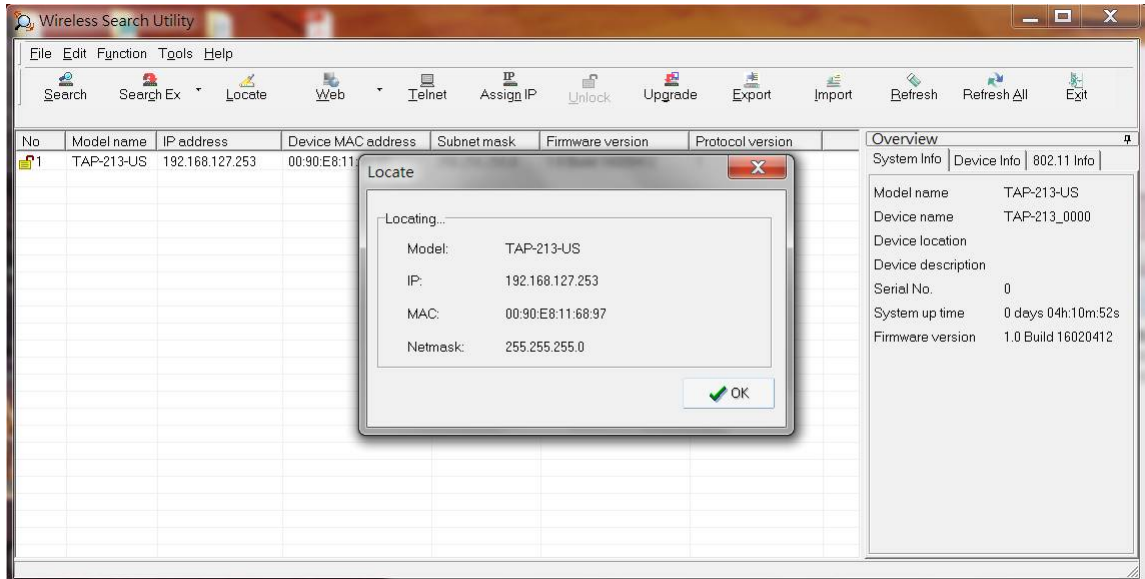 Wireless Search Utility
File Edit Function Tools Help
Search Search Ex Locate Web Telnet IP Assign IP Unlock Upgrade Export Import Refresh Refresh All Exit
No Model name IP address Device MAC address Subnet mask Firmware version Protocol version
1 TAP-213-US 192.168.127.253 00:90:E8:11:
Overview
System Info Device Info 802.11 Info
Model name TAP-213-US
Device name TAP-213_0000
Device location
Device description
Serial No. 0
System up time 0 days 04h:10m:52s
Firmware version 1.0 Build 16020412
Locate
Locating...
Model: TAP-213-US
IP: 192.168.127.253
MAC: 00:90:E8:11:68:97
Netmask: 255.255.255.0
OK